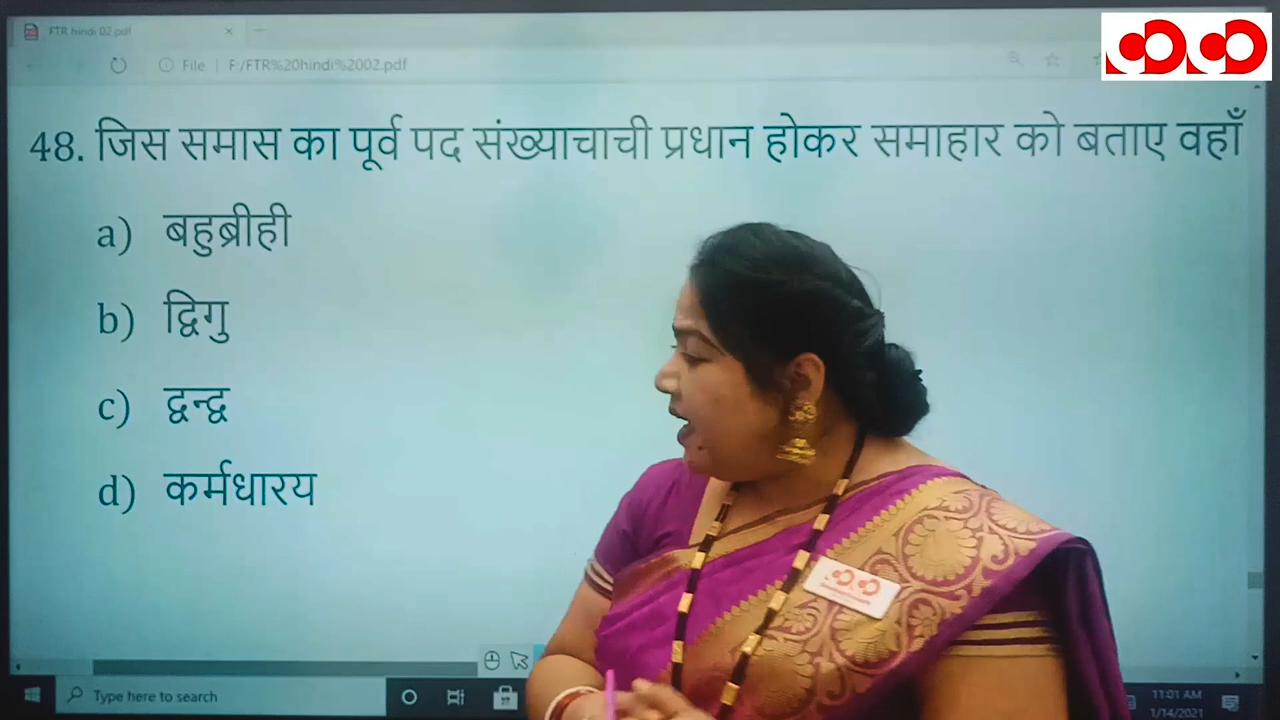 FTR hindi 02.pdf
File F:/FTR%20hindi%2002.pdf
48. जिस समास का पूर्व पद संख्याचाची प्रधान होकर समाहार को बताए वहाँ
a) बहुब्रीही
b) द्विगु
c) द्वन्द्व
d) कर्मधारय
Type here to search
11:01 AM
1/14/2021